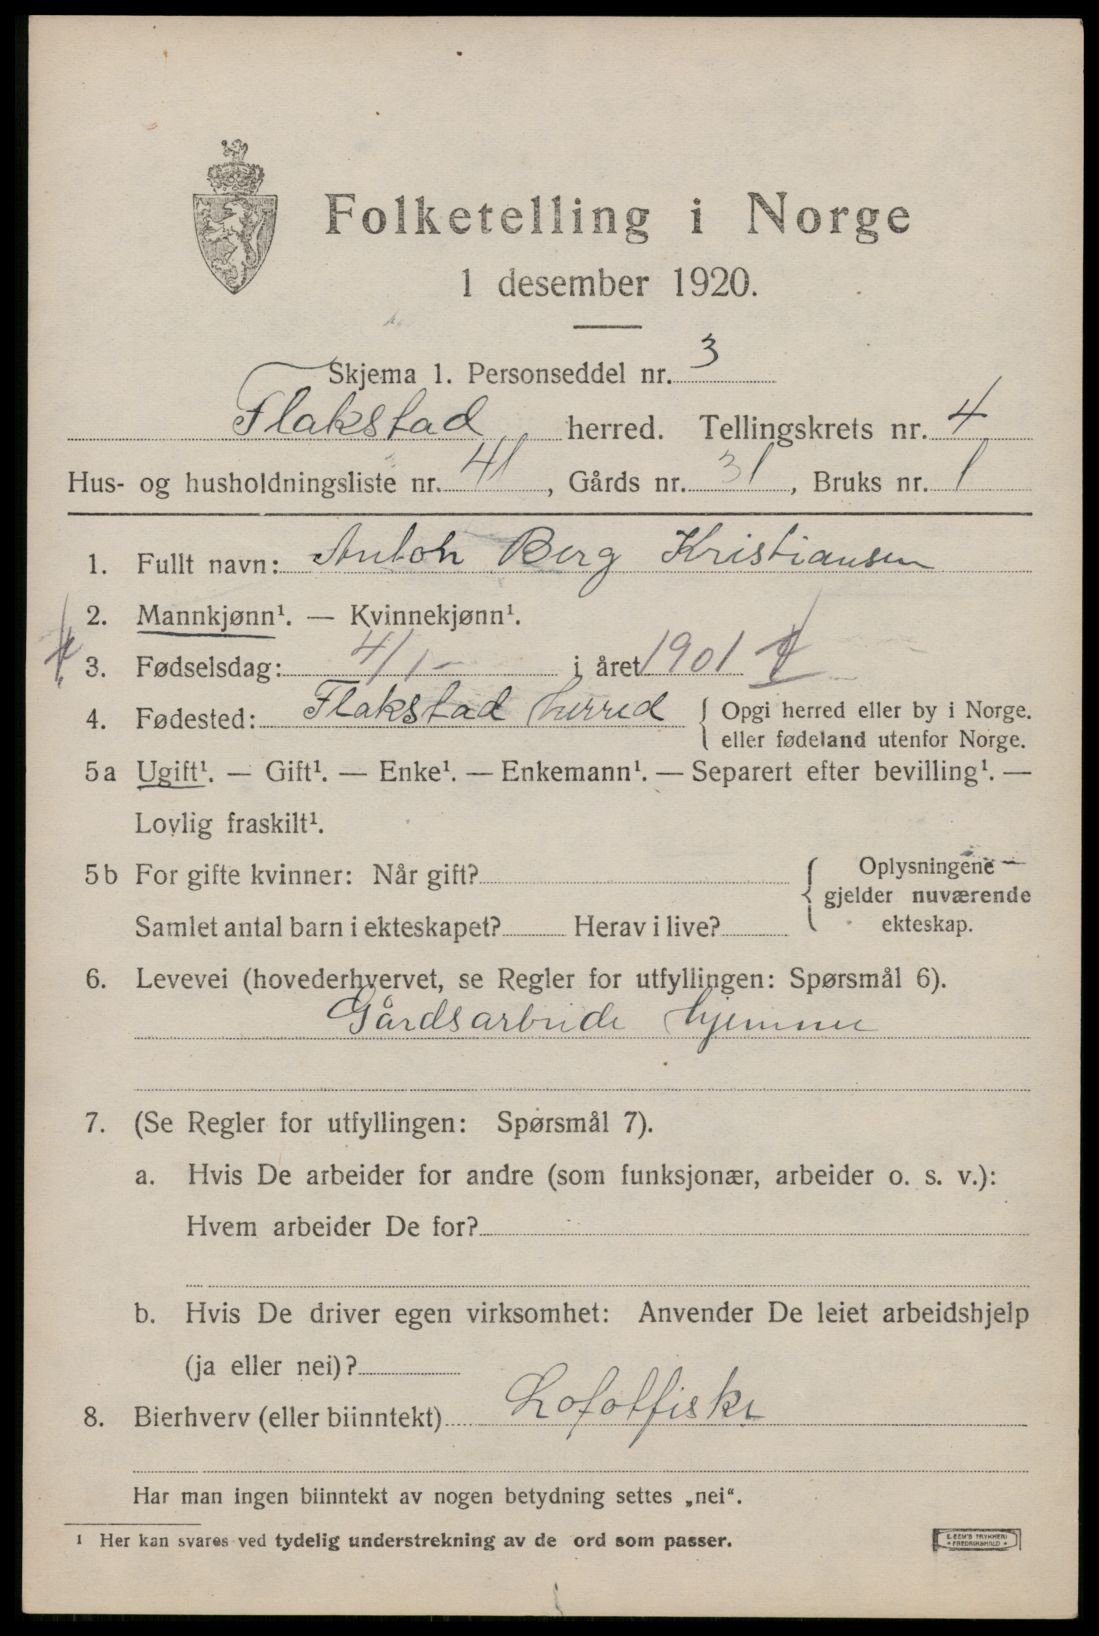 Folketelling i Norge
1 desember 1920.
Skjema 1. Personseddel nr. 3
Flakstad herred. Tellingskrets nr. 4
Hus- og husholdningsliste nr. 41, Gårds nr. 31, Bruks nr. 1
1. Fullt navn: Anton Berg Kristiansen
2. Mannkjønn¹. — Kvinnekjønn¹.
3. Fødselsdag: 4/1- i året 1901
4. Fødested: Flakstad herred { Opgi herred eller by i Norge.
eller fødeland utenfor Norge.
5a Ugift¹. — Gift¹. — Enke¹. — Enkemann¹. — Separert efter bevilling¹. —
Lovlig fraskilt¹.
5b For gifte kvinner: Når gift?
Samlet antal barn i ekteskapet? Herav i live?
{ Oplysningene
gjelder nuværende
ekteskap.
6. Levevei (hovederhvervet, se Regler for utfyllingen: Spørsmål 6).
Gårdsarbeide hjemme
7. (Se Regler for utfyllingen: Spørsmål 7).
a. Hvis De arbeider for andre (som funksjonær, arbeider o. s. v.):
Hvem arbeider De for?
b. Hvis De driver egen virksomhet: Anvender De leiet arbeidshjelp
(ja eller nei)?
8. Bierhverv (eller biinntekt) Lofotfiske
Har man ingen biinntekt av nogen betydning settes „nei“.
¹ Her kan svares ved tydelig understrekning av de ord som passer.
E. SEM'S TRYKKERI
• FREDRIKSHALD •